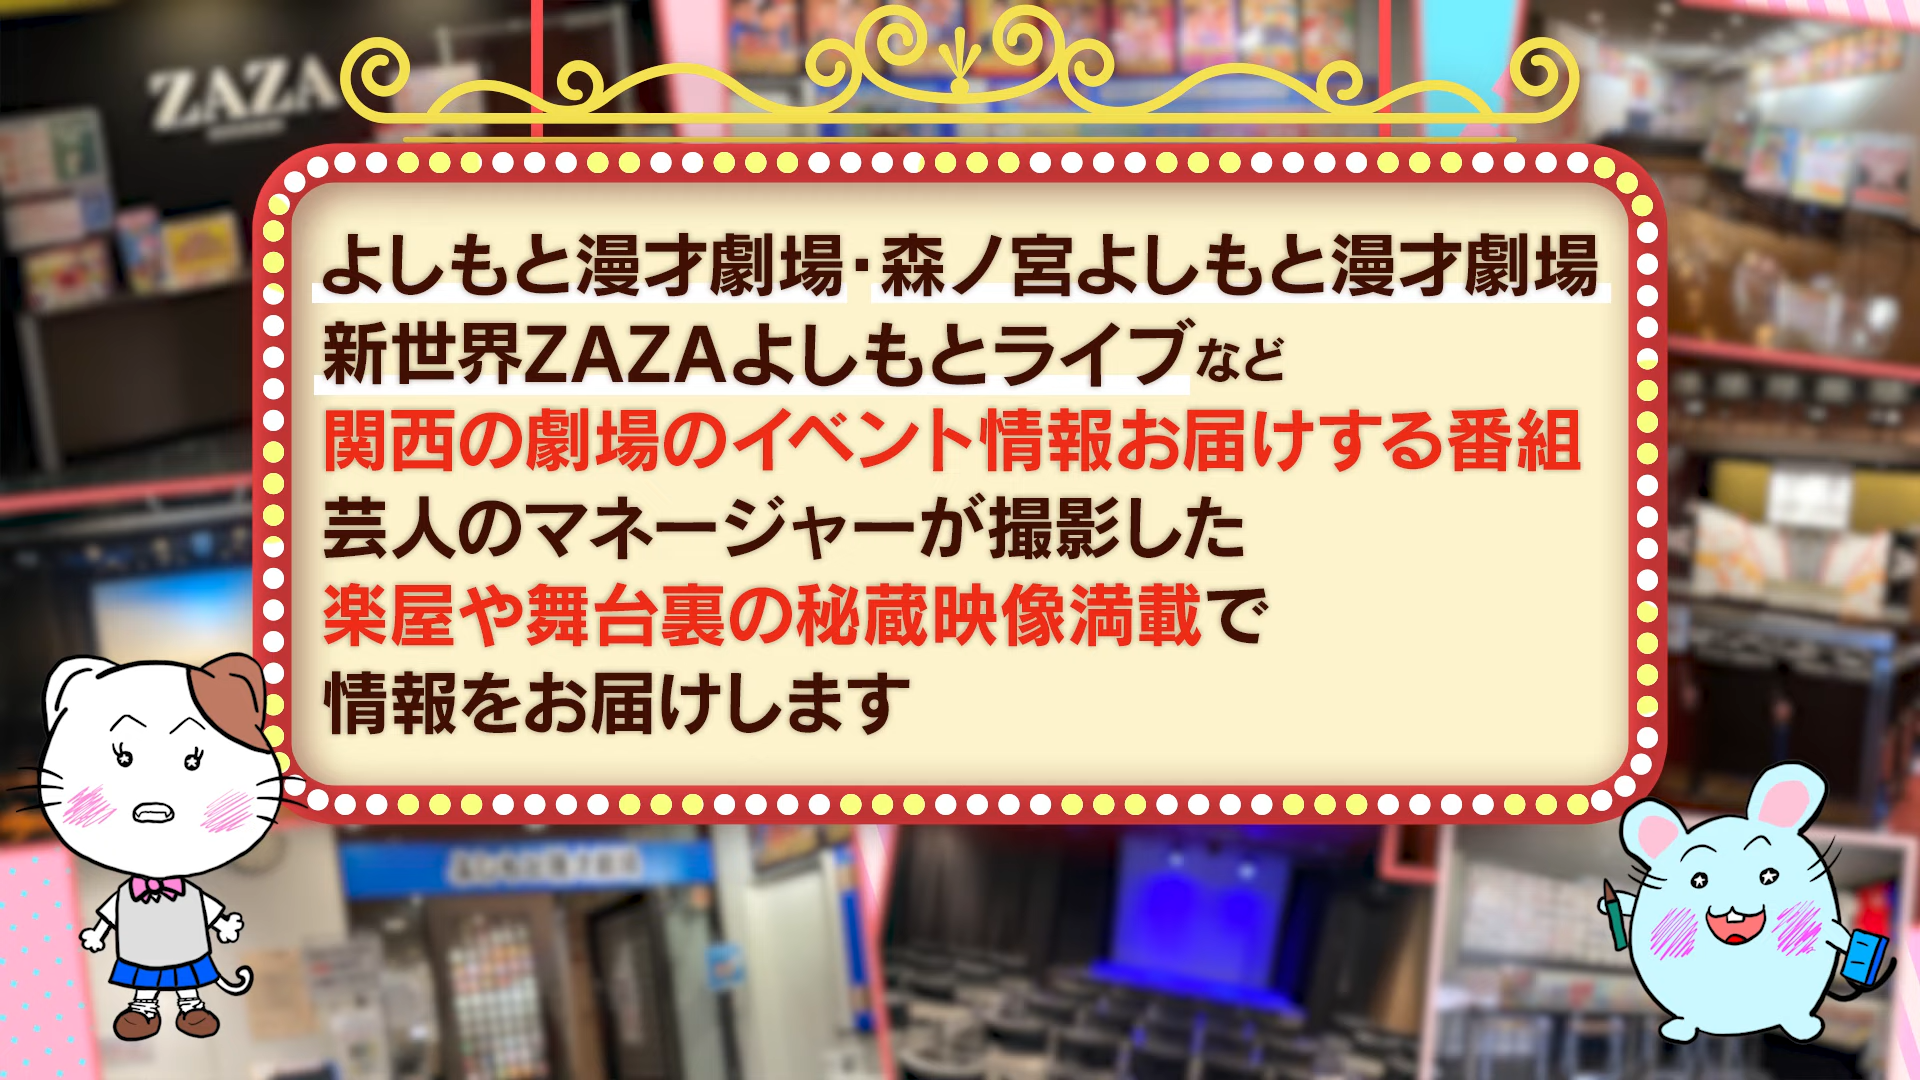 ZAZA
よしもと漫才劇場・森ノ宮よしもと漫才劇場
新世界ZAZAよしもとライブなど
関西の劇場のイベント情報お届けする番組
芸人のマネージャーが撮影した
楽屋や舞台裏の秘蔵映像満載で
情報をお届けします